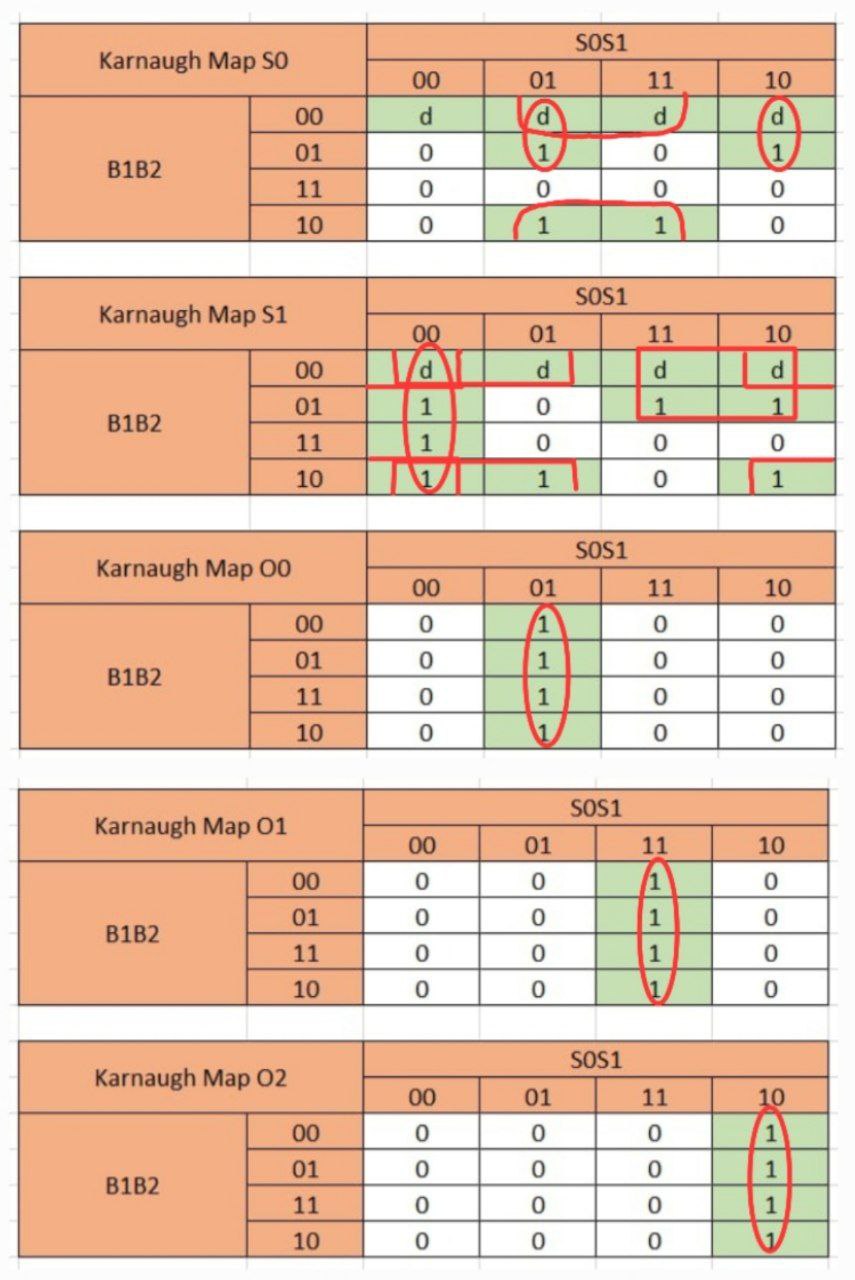 Karnaugh Map S0 S0S1
00 01 11 10
B1B2 00 d d d d
01 0 1 0 1
11 0 0 0 0
10 0 1 1 0
Karnaugh Map S1 S0S1
00 01 11 10
B1B2 00 d d d d
01 1 0 1 1
11 1 0 0 0
10 1 1 0 1
Karnaugh Map O0 S0S1
00 01 11 10
B1B2 00 0 1 0 0
01 0 1 0 0
11 0 1 0 0
10 0 1 0 0
Karnaugh Map O1 S0S1
00 01 11 10
B1B2 00 0 0 1 0
01 0 0 1 0
11 0 0 1 0
10 0 0 1 0
Karnaugh Map O2 S0S1
00 01 11 10
B1B2 00 0 0 0 1
01 0 0 0 1
11 0 0 0 1
10 0 0 0 1